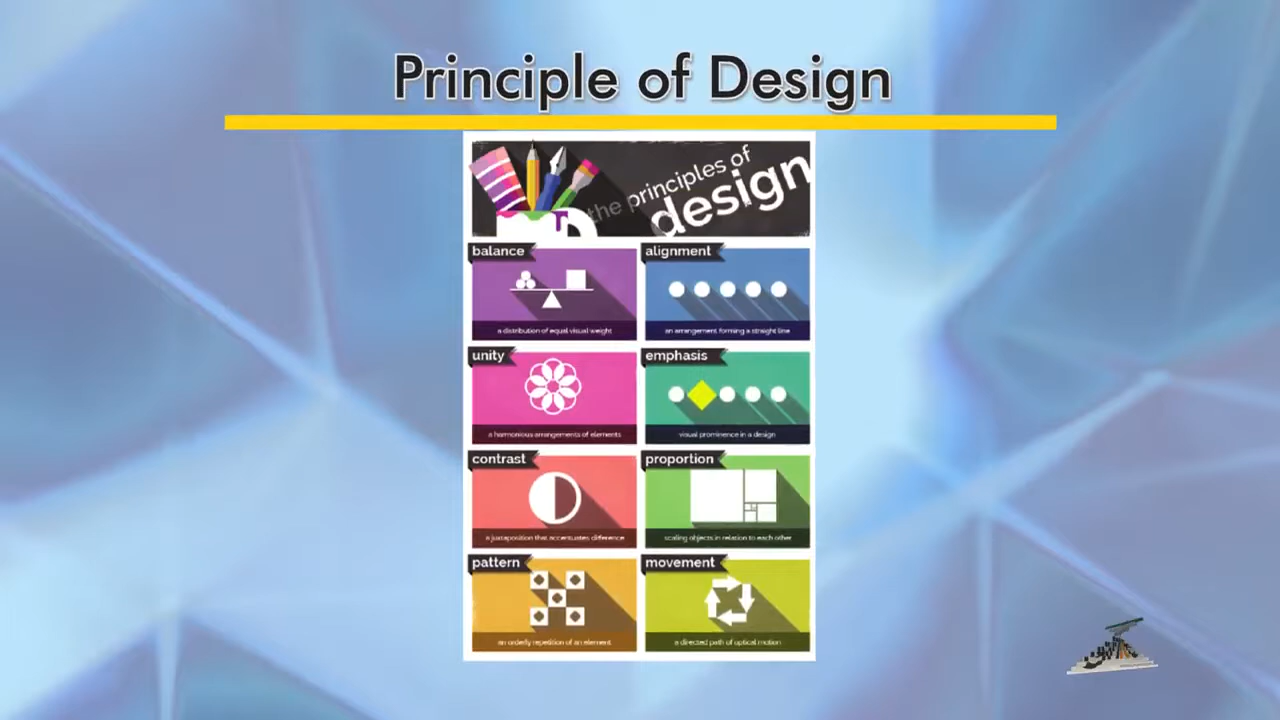 Principle of Design
the principles of
design
balance
a distribution of equal visual weight
alignment
an arrangement forming a straight line
unity
a harmonious arrangements of elements
emphasis
visual prominence in a design
contrast
a juxtaposition that accentuates difference
proportion
scaling objects in relation to each other
pattern
an orderly repetition of an element
movement
a directed path of optical motion